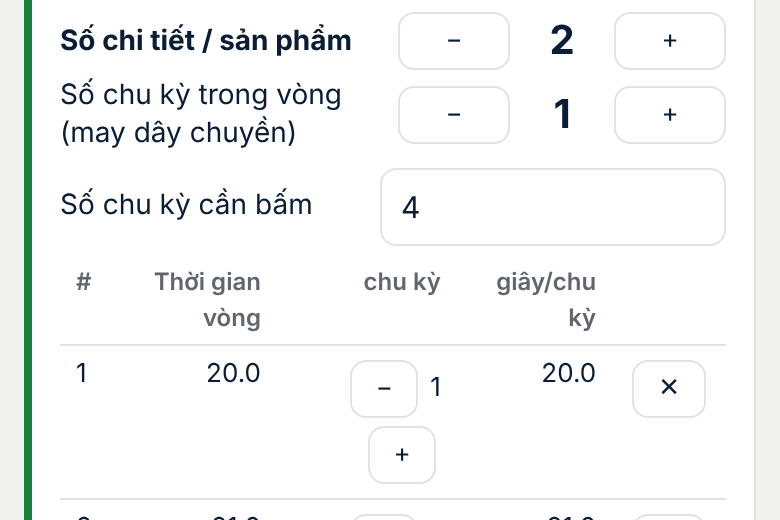 Số chi tiết / sản phẩm − 2 +
Số chu kỳ trong vòng
(may dây chuyền) − 1 +
Số chu kỳ cần bấm 4
# Thời gian vòng chu kỳ giây/chu kỳ
1 20.0 − 1 + 20.0 ✕